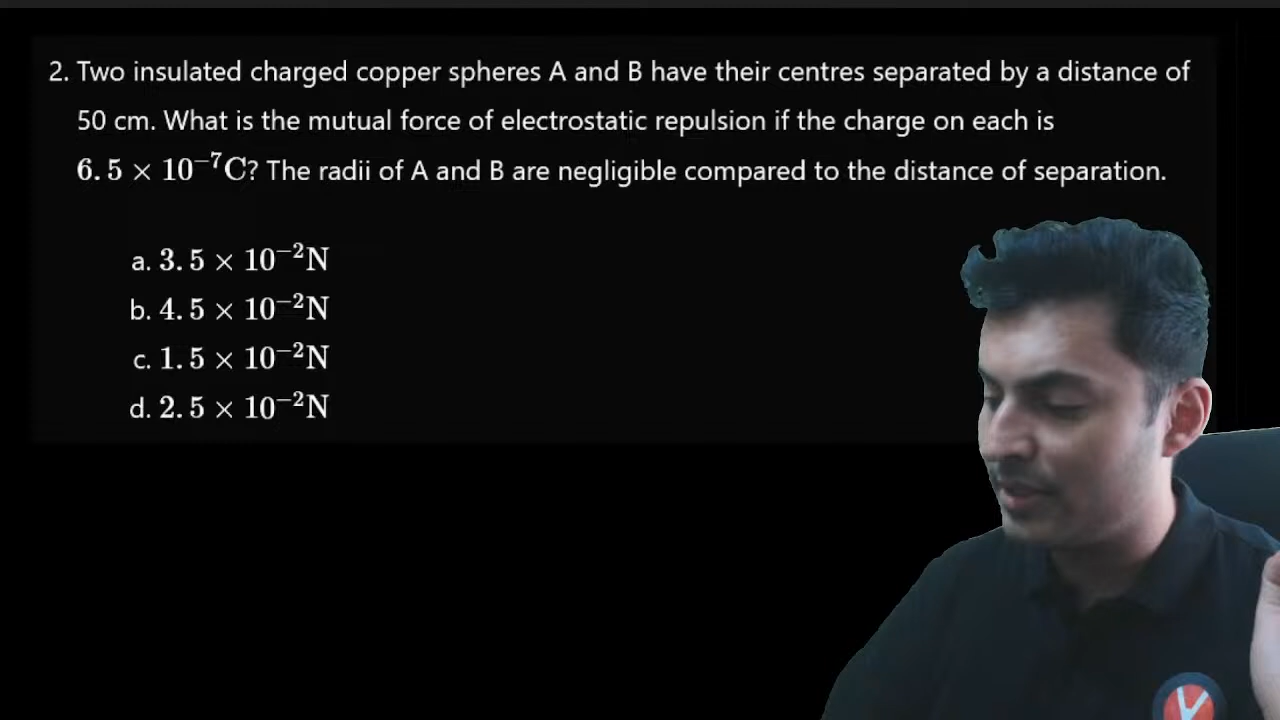 2. Two insulated charged copper spheres A and B have their centres separated by a distance of
50 cm. What is the mutual force of electrostatic repulsion if the charge on each is
6.5 × 10⁻⁷C? The radii of A and B are negligible compared to the distance of separation.
a. 3.5 × 10⁻²N
b. 4.5 × 10⁻²N
c. 1.5 × 10⁻²N
d. 2.5 × 10⁻²N